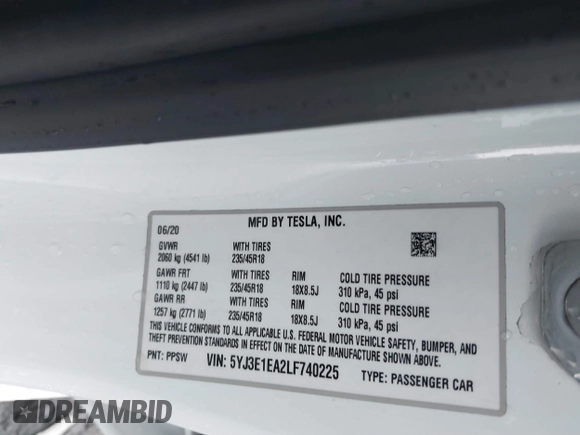 MFD BY TESLA, INC.
06/20
GVWR WITH TIRES
2060 kg (4541 lb) 235/45R18
GAWR FRT WITH TIRES RIM COLD TIRE PRESSURE
1110 kg (2447 lb) 235/45R18 18X8.5J 310 kPa, 45 psi
GAWR RR WITH TIRES RIM COLD TIRE PRESSURE
1257 kg (2771 lb) 235/45R18 18X8.5J 310 kPa, 45 psi
THIS VEHICLE CONFORMS TO ALL APPLICABLE U.S. FEDERAL MOTOR VEHICLE SAFETY, BUMPER, AND
THEFT PREVENTION STANDARDS IN EFFECT ON THE DATE OF MANUFACTURE SHOWN ABOVE.
PNT: PPSW VIN: 5YJ3E1EA2LF740225 TYPE: PASSENGER CAR
DREAMBID